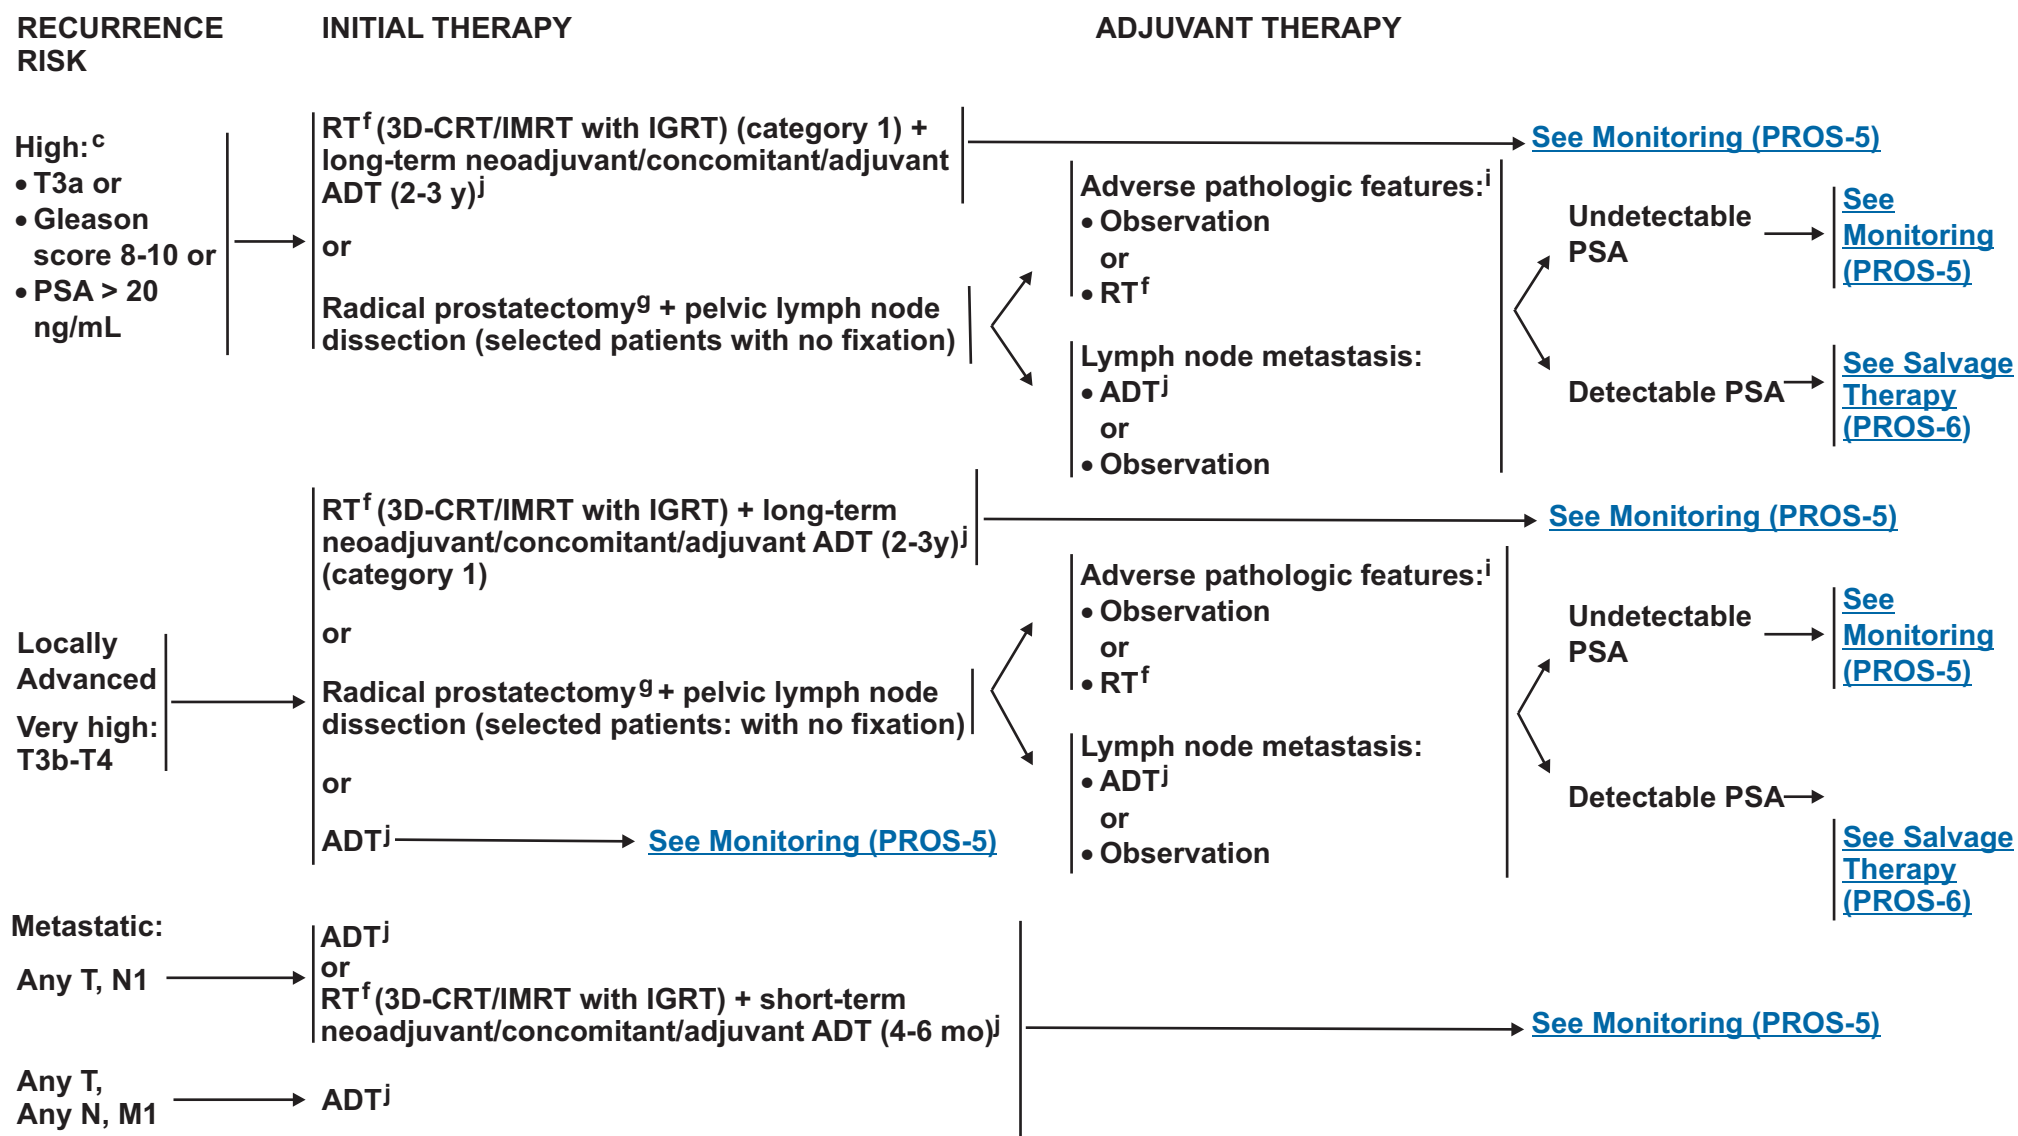 RECURRENCE
RISK
INITIAL THERAPY
ADJUVANT THERAPY
High:c
• T3a or
• Gleason
score 8-10 or
• PSA > 20
ng/mL
RTf (3D-CRT/IMRT with IGRT) (category 1) +
long-term neoadjuvant/concomitant/adjuvant
ADT (2-3 y)j
or
Radical prostatectomyg + pelvic lymph node
dissection (selected patients with no fixation)
See Monitoring (PROS-5)
Adverse pathologic features:i
• Observation
or
• RTf
Lymph node metastasis:
• ADTj
or
• Observation
Undetectable
PSA
See
Monitoring
(PROS-5)
Detectable PSA
See Salvage
Therapy
(PROS-6)
Locally
Advanced
Very high:
T3b-T4
RTf (3D-CRT/IMRT with IGRT) + long-term
neoadjuvant/concomitant/adjuvant ADT (2-3y)j
(category 1)
or
Radical prostatectomyg + pelvic lymph node
dissection (selected patients: with no fixation)
or
ADTj
See Monitoring (PROS-5)
See Monitoring (PROS-5)
Adverse pathologic features:i
• Observation
or
• RTf
Lymph node metastasis:
• ADTj
or
• Observation
Undetectable
PSA
See
Monitoring
(PROS-5)
Detectable PSA
See Salvage
Therapy
(PROS-6)
Metastatic:
Any T, N1
ADTj
or
RTf (3D-CRT/IMRT with IGRT) + short-term
neoadjuvant/concomitant/adjuvant ADT (4-6 mo)j
See Monitoring (PROS-5)
Any T,
Any N, M1
ADTj